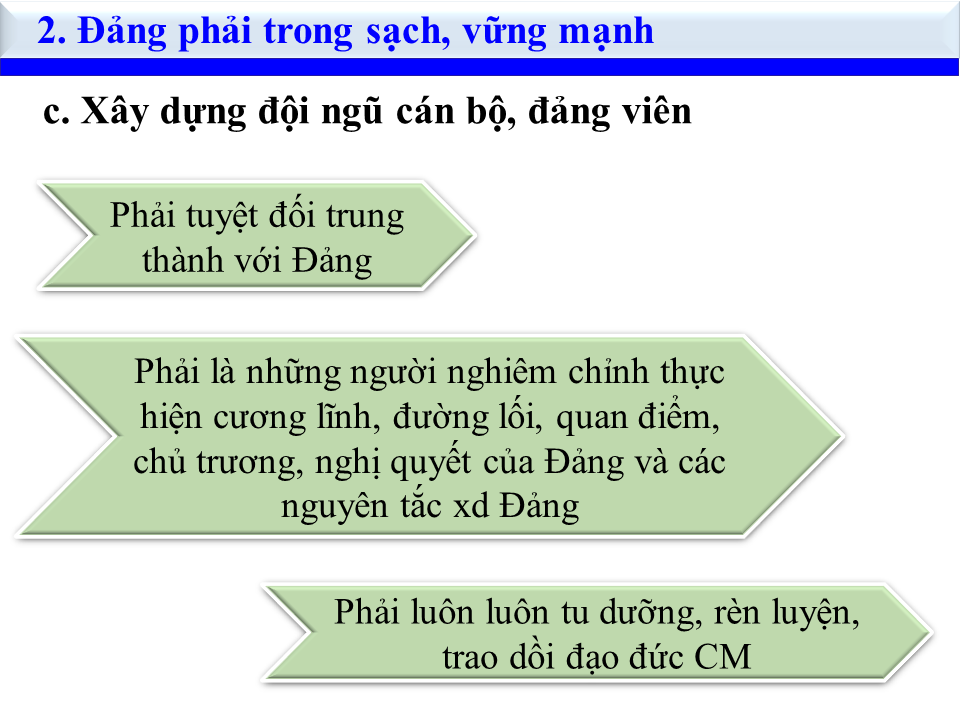 2. Đảng phải trong sạch, vững mạnh
c. Xây dựng đội ngũ cán bộ, đảng viên
Phải tuyệt đối trung
thành với Đảng
Phải là những người nghiêm chỉnh thực
hiện cương lĩnh, đường lối, quan điểm,
chủ trương, nghị quyết của Đảng và các
nguyên tắc xd Đảng
Phải luôn luôn tu dưỡng, rèn luyện,
trao dồi đạo đức CM